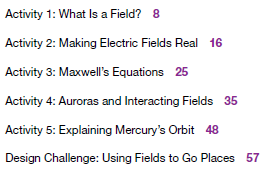 Activity 1: What Is a Field? 8
Activity 2: Making Electric Fields Real 16
Activity 3: Maxwell's Equations 25
Activity 4: Auroras and Interacting Fields 35
Activity 5: Explaining Mercury's Orbit 48
Design Challenge: Using Fields to Go Places 57